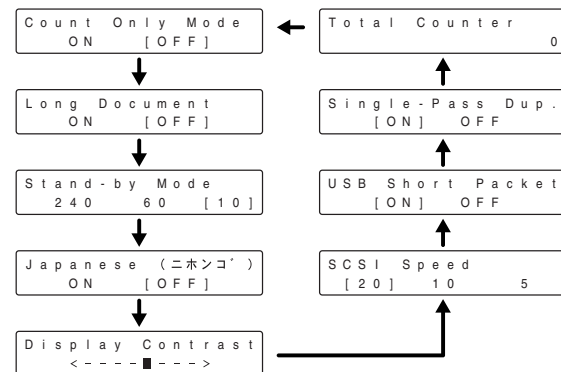 Count Only Mode
ON [OFF]
Long Document
ON [OFF]
Stand-by Mode
240 60 [10]
Japanese (ニホンゴ)
ON [OFF]
Display Contrast
<----■--->
SCSI Speed
[20] 10 5
USB Short Packet
[ON] OFF
Single-Pass Dup.
[ON] OFF
Total Counter
0